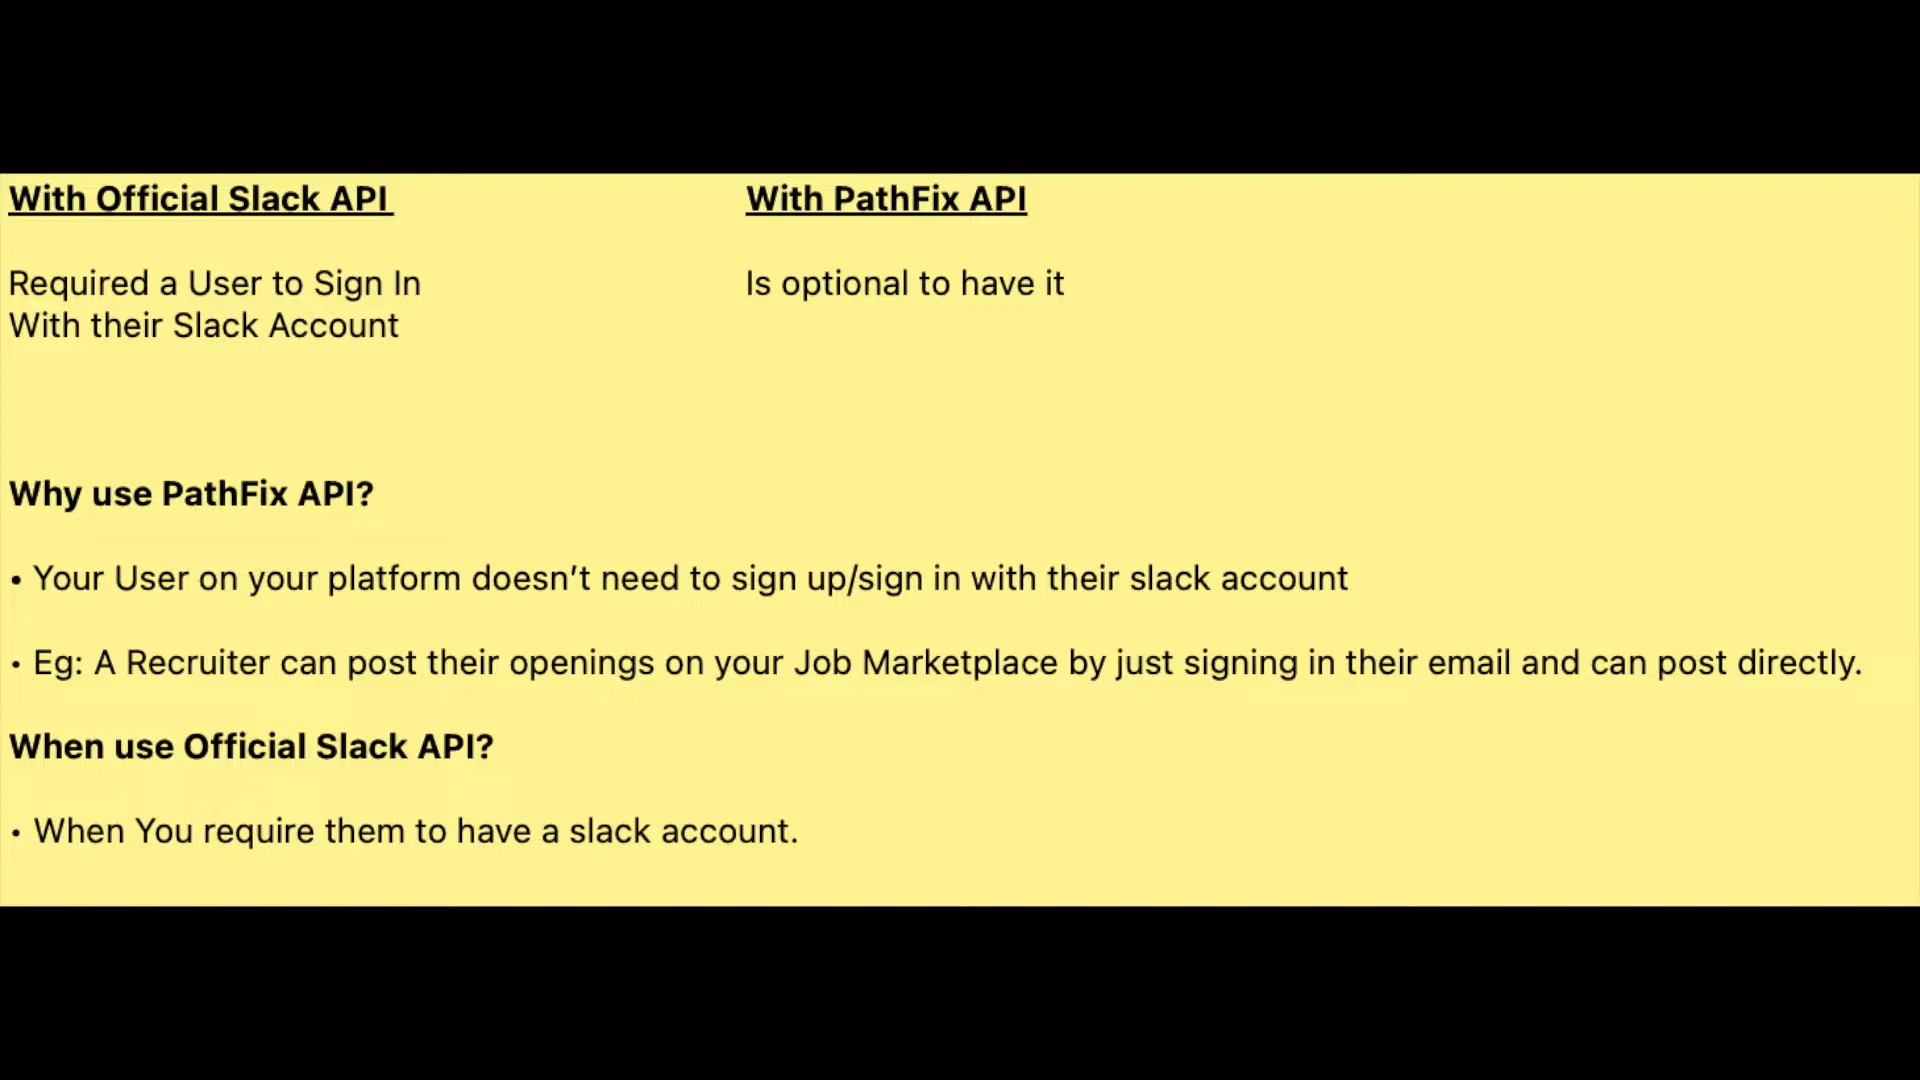 With Official Slack API
With PathFix API
Required a User to Sign In
With their Slack Account
Is optional to have it
Why use PathFix API?
• Your User on your platform doesn’t need to sign up/sign in with their slack account
• Eg: A Recruiter can post their openings on your Job Marketplace by just signing in their email and can post directly.
When use Official Slack API?
• When You require them to have a slack account.